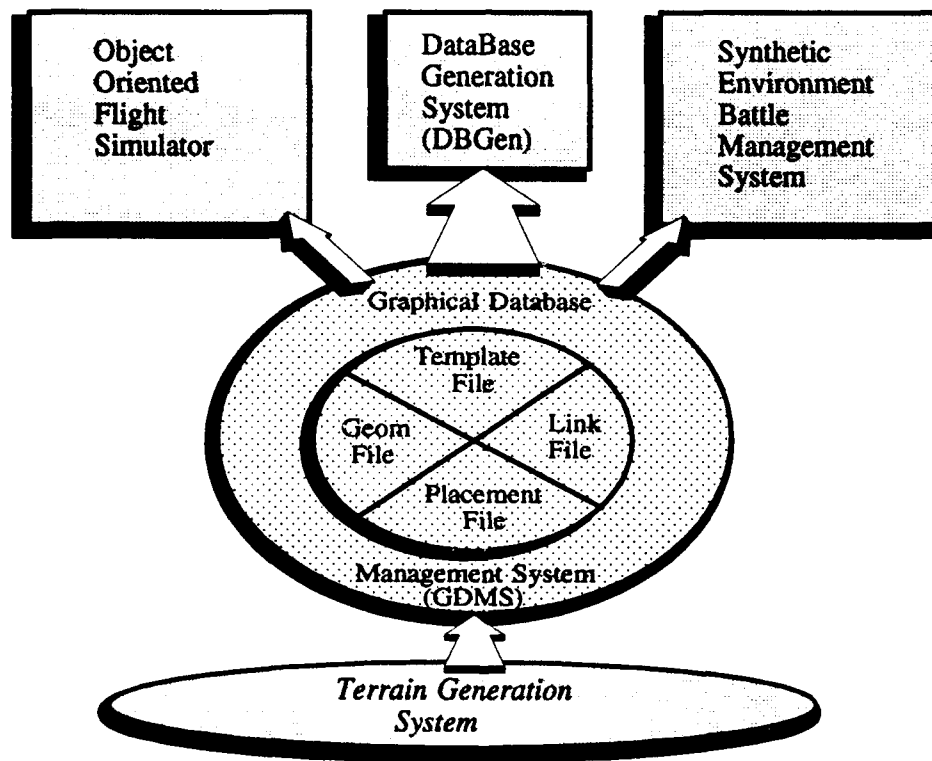 Object
Oriented
Flight
Simulator
DataBase
Generation
System
(DBGen)
Synthetic
Environment
Battle
Management
System
Graphical Database
Template
File
Geom
File
Link
File
Placement
File
Management System
(GDMS)
Terrain Generation
System